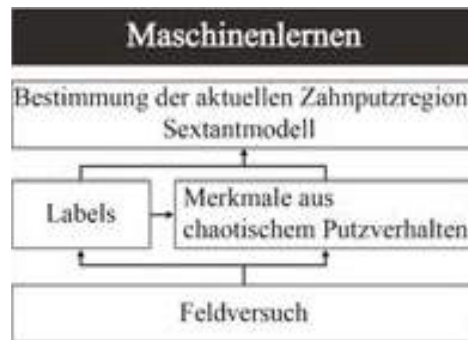 Maschinenlernen
Bestimmung der aktuellen Zahnputzregion
Sextantmodell
Labels
Merkmale aus
chaotischem Putzverhalten
Feldversuch